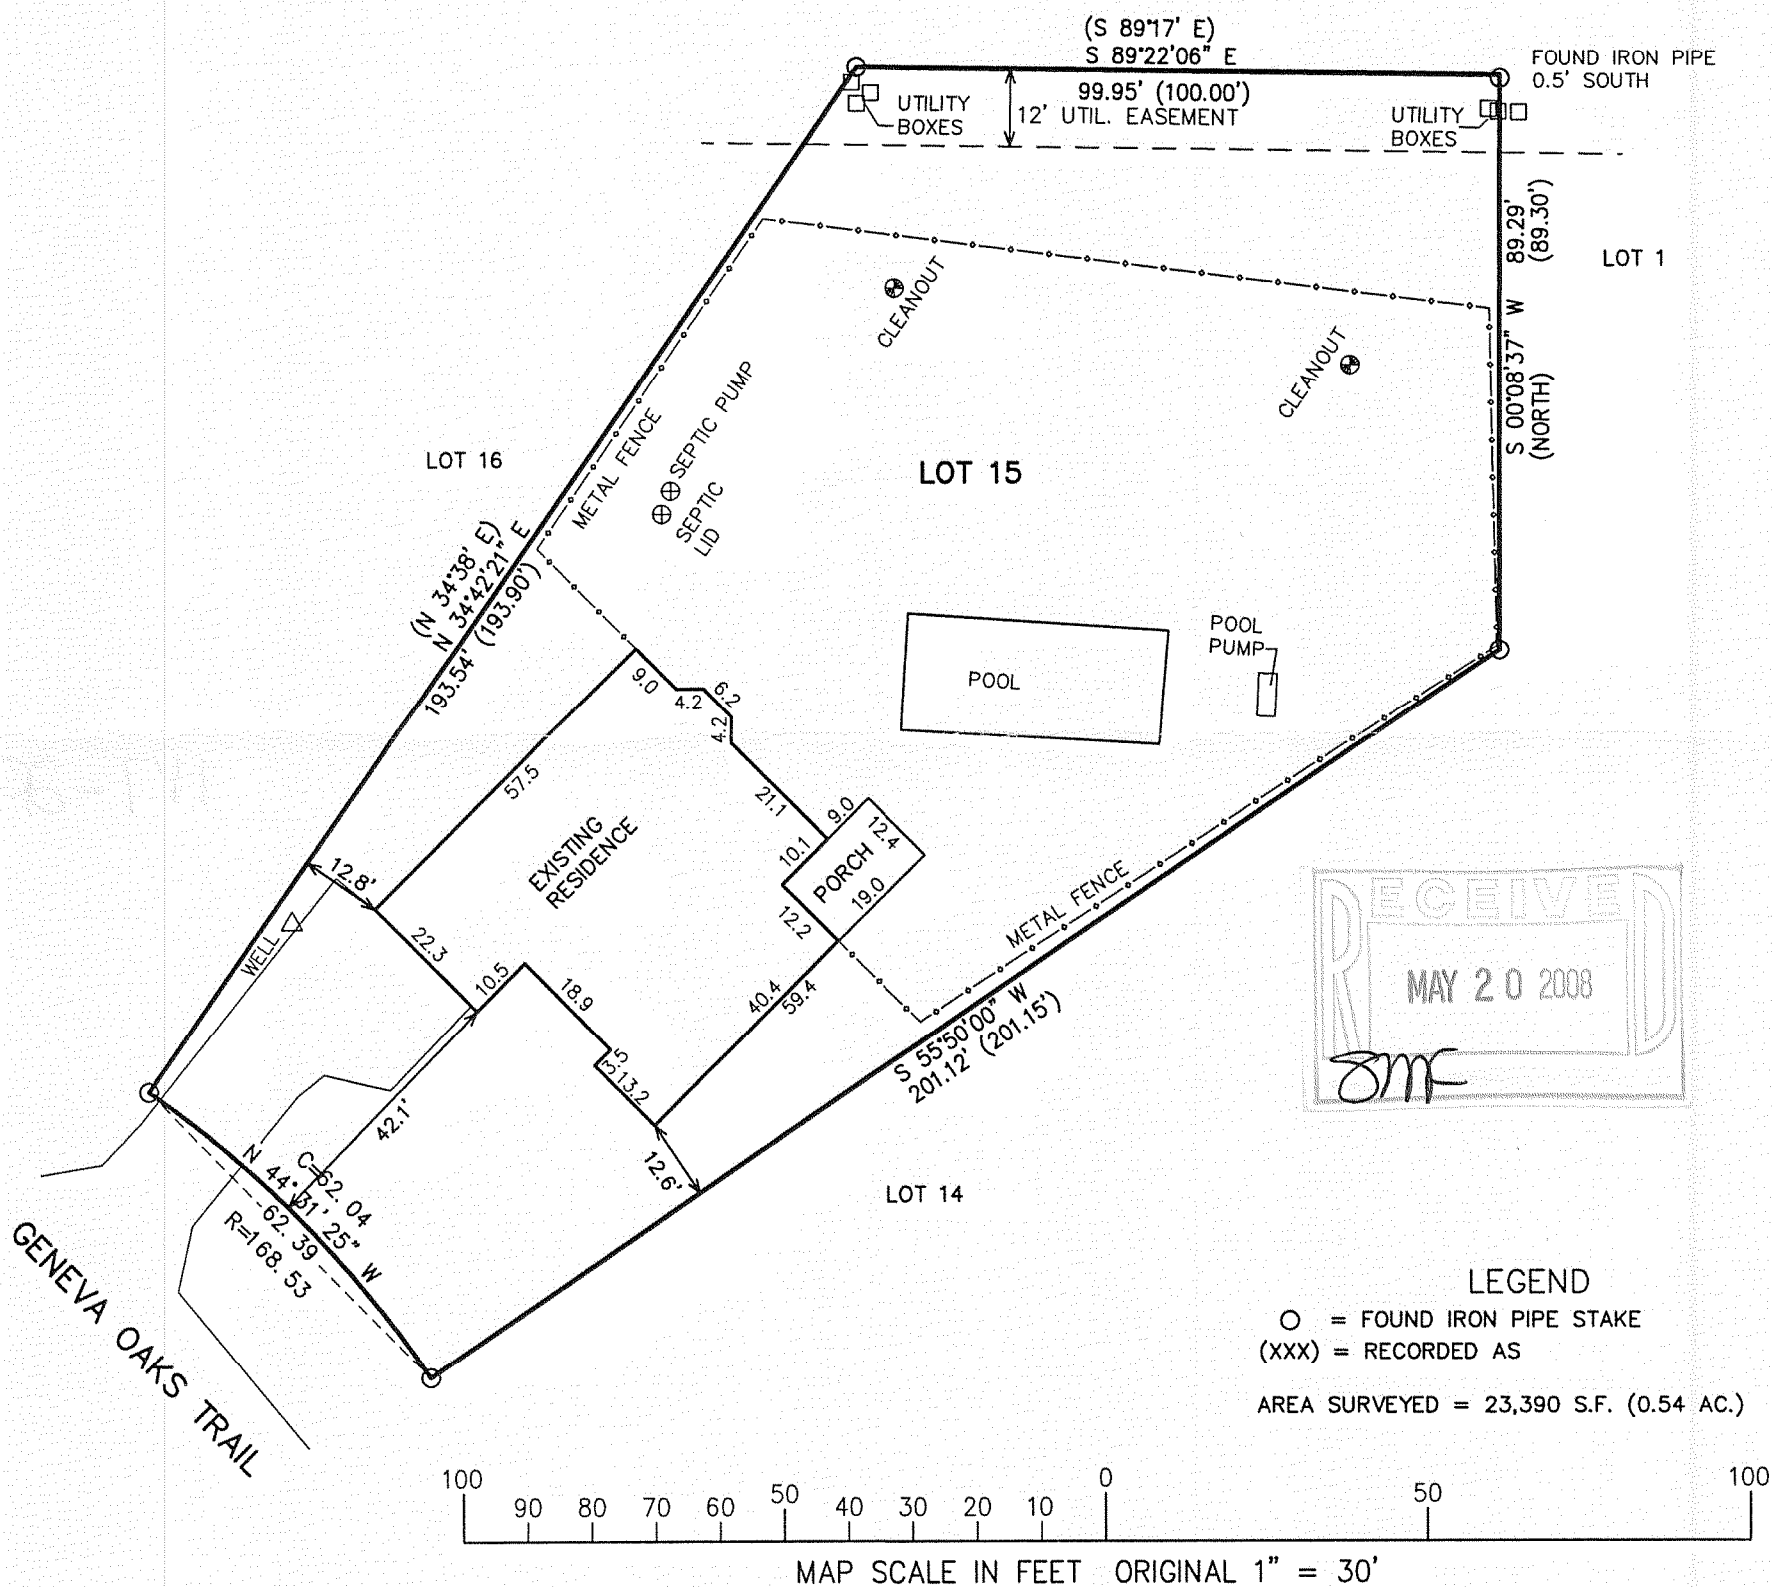 (S 89°17' E)
S 89°22'06" E
99.95' (100.00')
12' UTIL. EASEMENT
FOUND IRON PIPE
0.5' SOUTH
UTILITY
BOXES
UTILITY
BOXES
89.29'
(89.30')
LOT 1
S 00°08'37" W
(NORTH)
CLEANOUT
CLEANOUT
SEPTIC PUMP
SEPTIC
LID
METAL FENCE
LOT 16
LOT 15
(N 34°38' E)
N 34°42'21" E
193.54' (193.90')
POOL
POOL
PUMP
9.0
4.2
6.2
4.2
57.5
21.1
9.0
10.1
12.4
PORCH
19.0
12.2
EXISTING
RESIDENCE
12.8'
WELL
22.3
10.5
18.9
3.5
13.2
40.4
59.4
METAL FENCE
S 55°50'00" W
201.12' (201.15')
42.1'
12.6'
C=62.04
N 44°31'25" W
62.39
R=168.53
LOT 14
GENEVA OAKS TRAIL
RECEIVED
MAY 20 2008
SMF
LEGEND
O = FOUND IRON PIPE STAKE
(XXX) = RECORDED AS
AREA SURVEYED = 23,390 S.F. (0.54 AC.)
100 90 80 70 60 50 40 30 20 10 0 50 100
MAP SCALE IN FEET ORIGINAL 1" = 30'